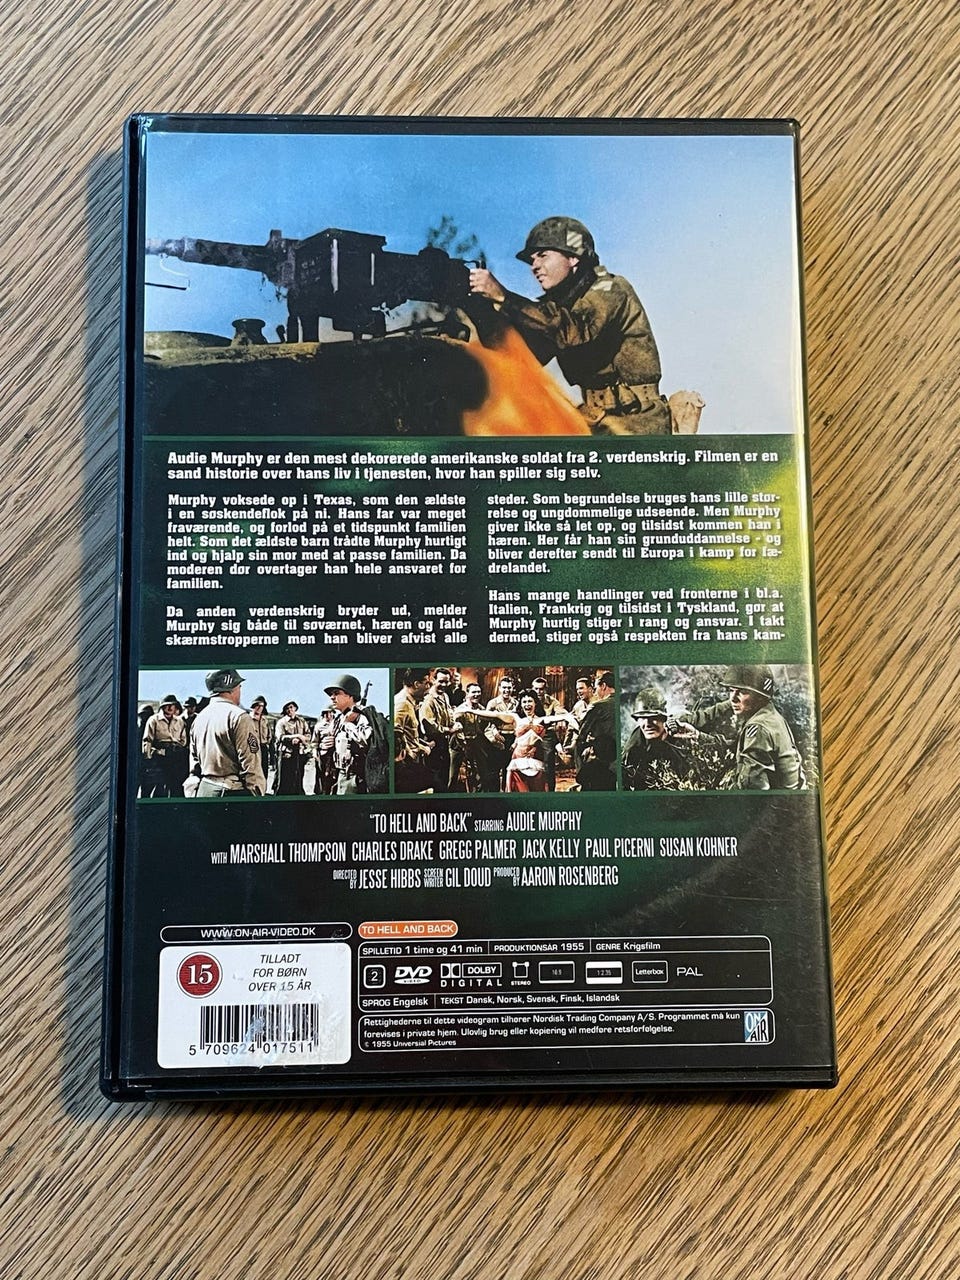 Audie Murphy er den mest dekorerede amerikanske soldat fra 2. verdenskrig. Filmen er en
sand historie over hans liv i tjenesten, hvor han spiller sig selv.
Murphy voksede op i Texas, som den ældste
i en søskendeflok på ni. Hans far var meget
fraværende, og forlod på et tidspunkt familien
helt. Som det ældste barn trådte Murphy hurtigt
ind og hjalp sin mor med at passe familien. Da
moderen dør overtager han hele ansvaret for
familien.
Da anden verdenskrig bryder ud, melder
Murphy sig både til søværnet, hæren og fald-
skærmstropperne men han bliver afvist alle
steder. Som begrundelse bruges hans lille stør-
relse og ungdommelige udseende. Men Murphy
giver ikke så let op, og tilsidst kommen han i
hæren. Her får han sin grunduddannelse - og
bliver derefter sendt til Europa i kamp for fæ-
drelandet.
Hans mange handlinger ved fronterne i bl.a.
Italien, Frankrig og tilsidst i Tyskland, gør at
Murphy hurtig stiger i rang og ansvar. I takt
dermed, stiger også respekten fra hans kam-
"TO HELL AND BACK" STARRING AUDIE MURPHY
WITH MARSHALL THOMPSON CHARLES DRAKE GREGG PALMER JACK KELLY PAUL PICERNI SUSAN KOHNER
DIRECTED BY JESSE HIBBS SCREEN WRITER GIL DOUD PRODUCED BY AARON ROSENBERG
WWW.ON-AIR-VIDEO.DK
TO HELL AND BACK
15
TILLADT
FOR BØRN
OVER 15 ÅR
5 709624 017511
SPILLETID 1 time og 41 min PRODUKTIONSÅR 1955 GENRE Krigsfilm
2 DVD VIDEO DOLBY DIGITAL STEREO 16:9 1:2.35 Letterbox PAL
SPROG Engelsk TEKST Dansk, Norsk, Svensk, Finsk, Islandsk
Rettighederne til dette videogram tilhører Nordisk Trading Company A/S. Programmet må kun
forevises i private hjem. Ulovlig brug eller kopiering vil medføre retsforfølgelse.
© 1955 Universal Pictures
ON AIR